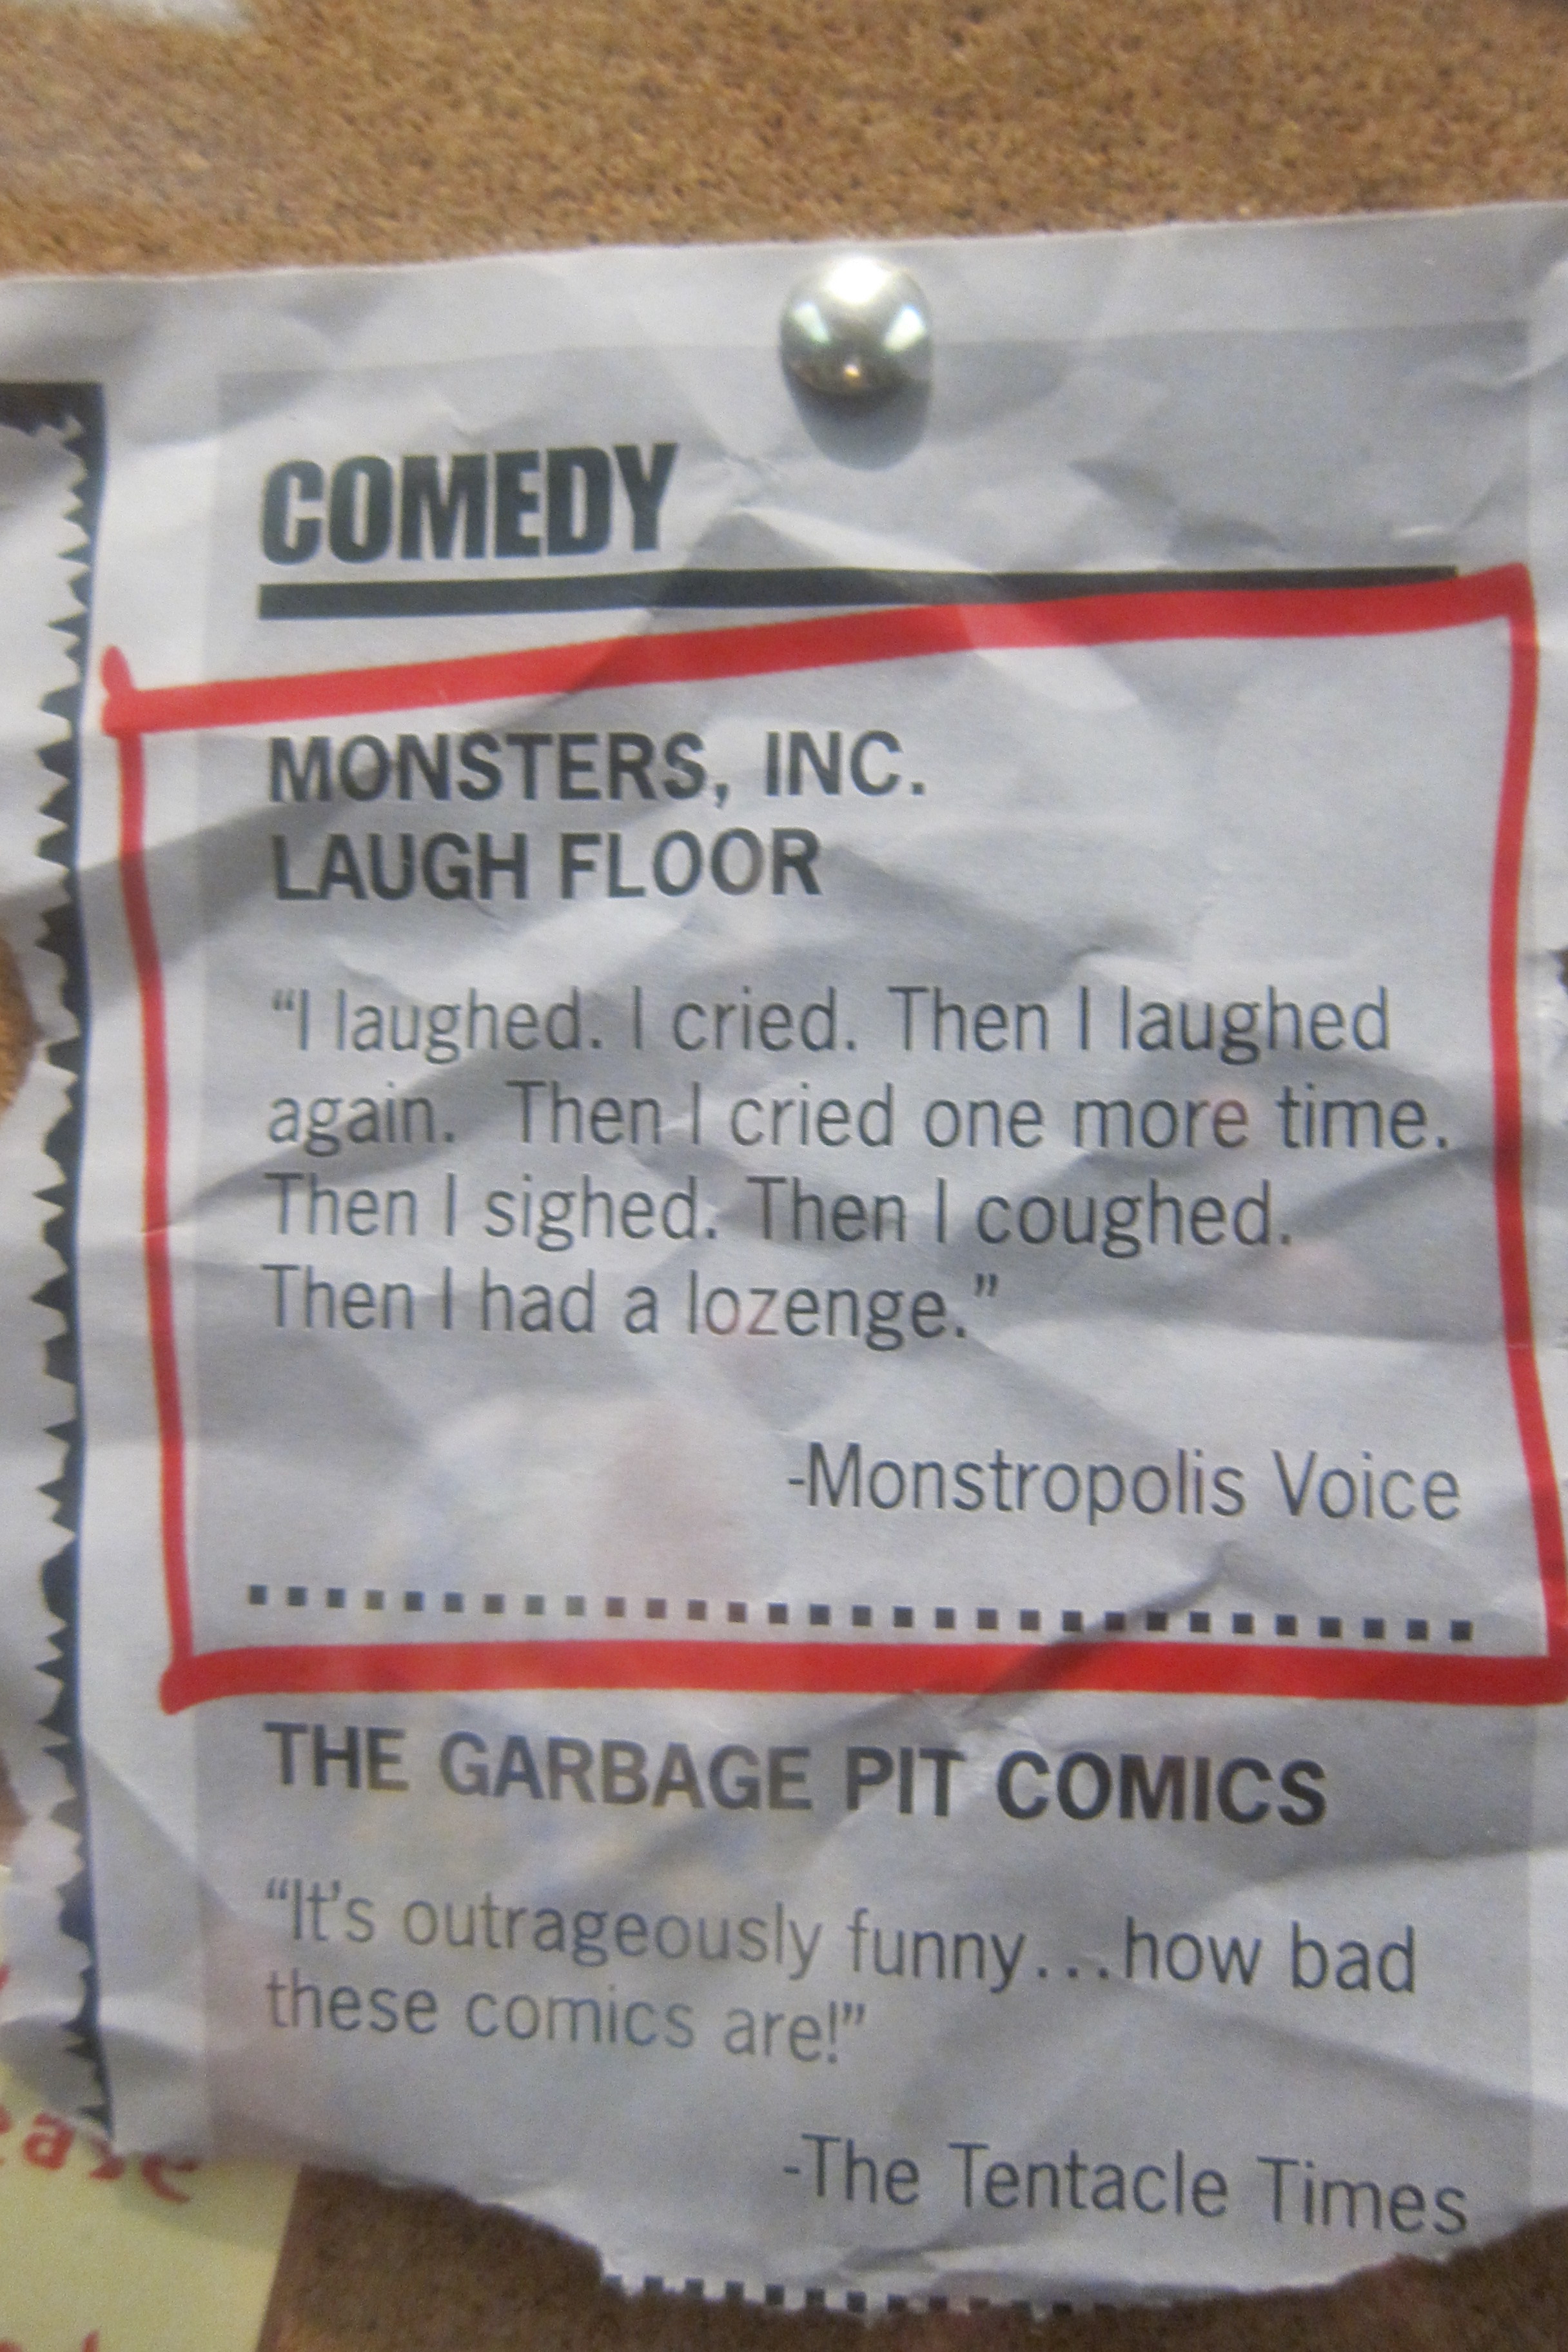 COMEDY
MONSTERS, INC.
LAUGH FLOOR
“I laughed. I cried. Then I laughed
again. Then I cried one more time.
Then I sighed. Then I coughed.
Then I had a lozenge.”
-Monstropolis Voice
THE GARBAGE PIT COMICS
“It’s outrageously funny...how bad
these comics are!”
-The Tentacle Times